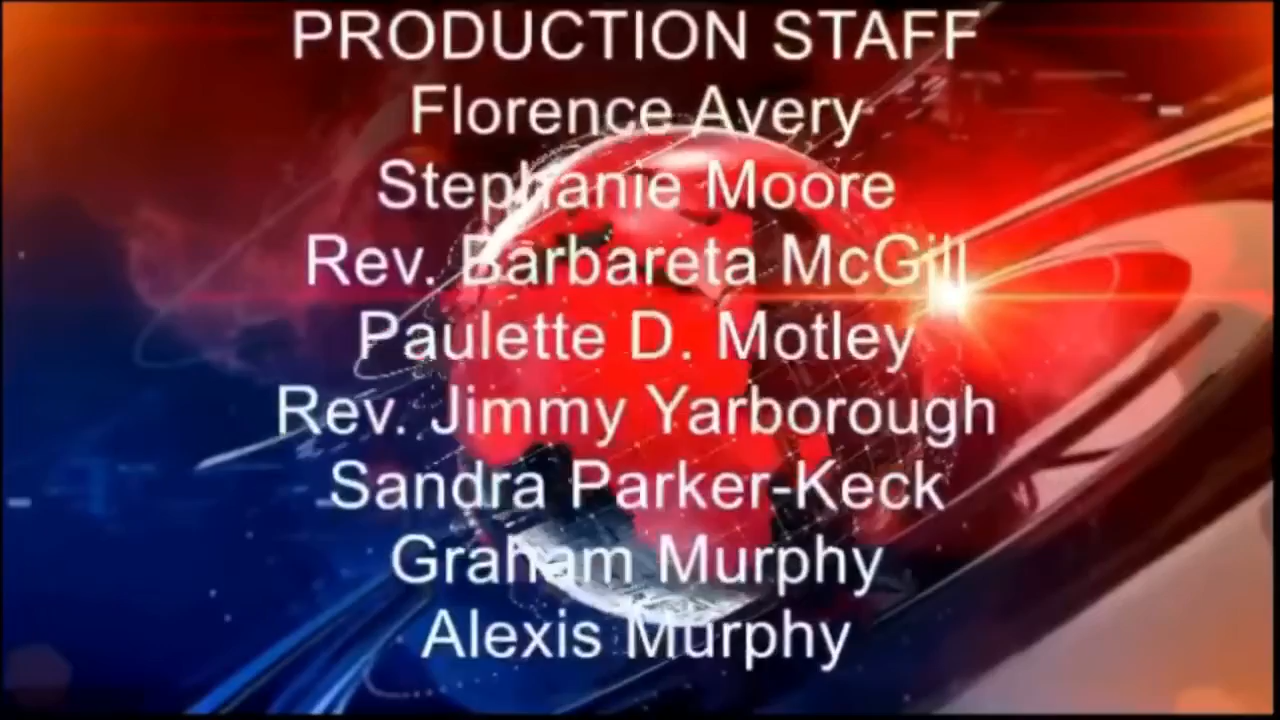 PRODUCTION STAFF
Florence Avery
Stephanie Moore
Rev. Barbareta McGill
Paulette D. Motley
Rev. Jimmy Yarborough
Sandra Parker-Keck
Graham Murphy
Alexis Murphy